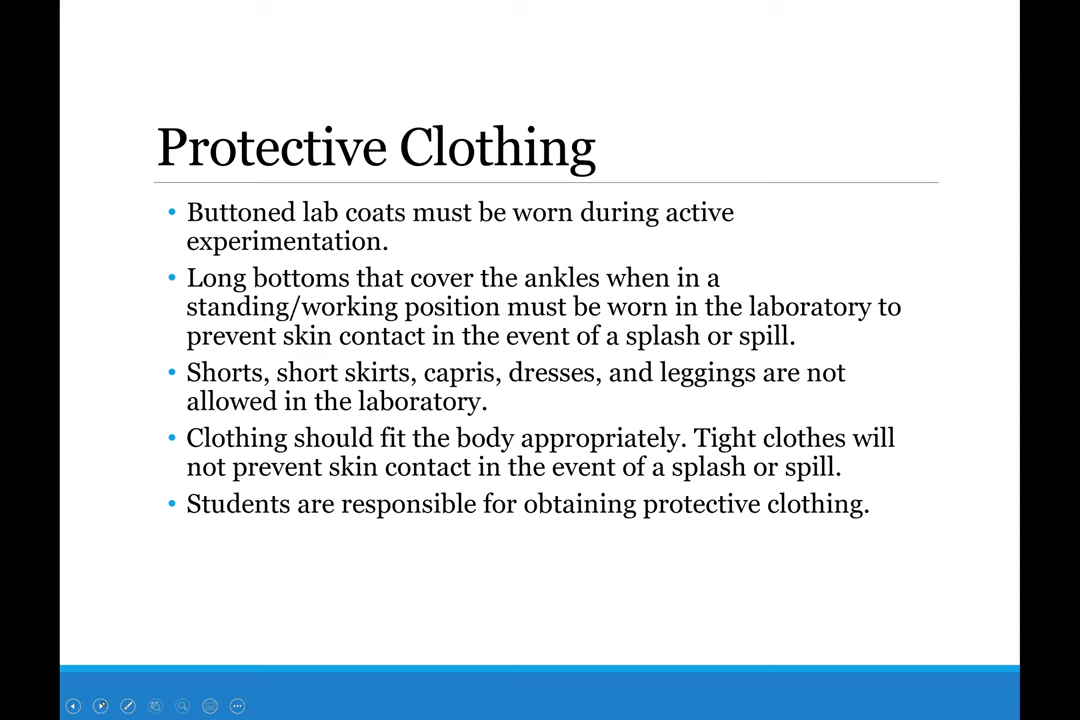 Protective Clothing
• Buttoned lab coats must be worn during active
experimentation.
• Long bottoms that cover the ankles when in a
standing/working position must be worn in the laboratory to
prevent skin contact in the event of a splash or spill.
• Shorts, short skirts, capris, dresses, and leggings are not
allowed in the laboratory.
• Clothing should fit the body appropriately. Tight clothes will
not prevent skin contact in the event of a splash or spill.
• Students are responsible for obtaining protective clothing.